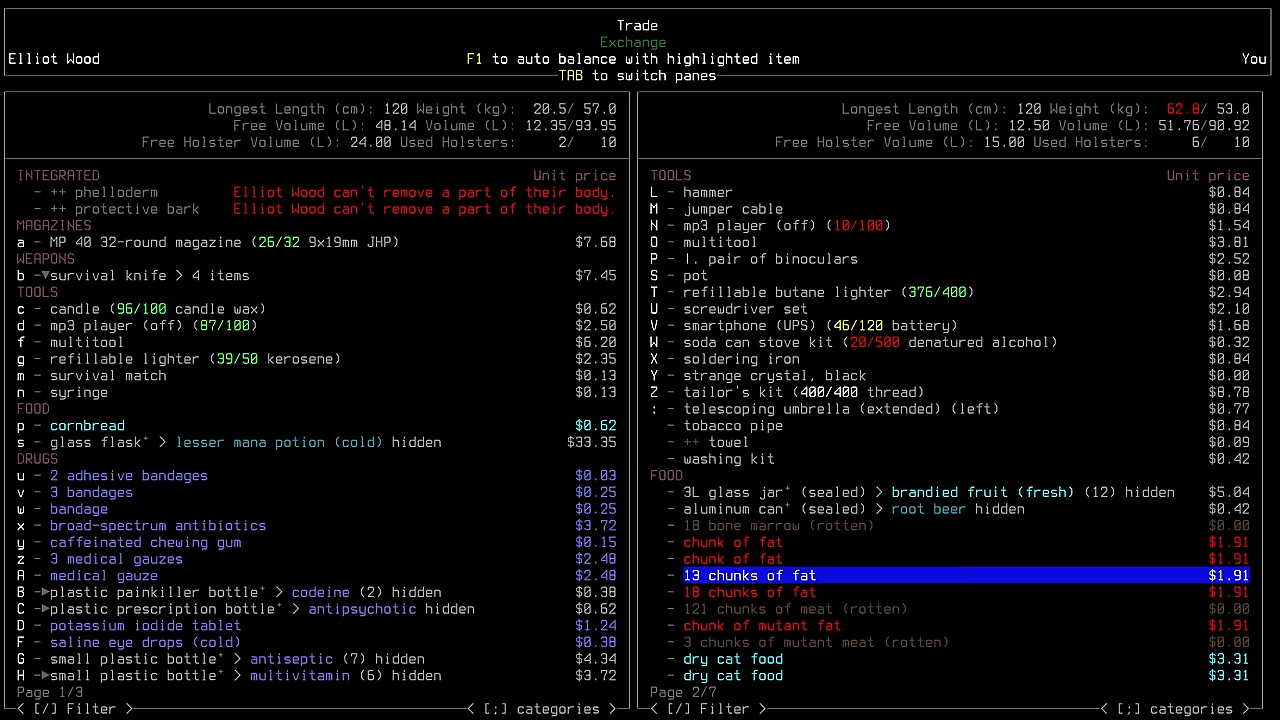 Trade
Exchange
Elliot Wood F1 to auto balance with highlighted item You
TAB to switch panes
Longest Length (cm): 120 Weight (kg): 20.5/ 57.0
Free Volume (L): 48.14 Volume (L): 12.35/93.95
Free Holster Volume (L): 24.00 Used Holsters: 2/ 10
INTEGRATED Unit price
- ++ phelloderm Elliot Wood can't remove a part of their body.
- ++ protective bark Elliot Wood can't remove a part of their body.
MAGAZINES
a - MP 40 32-round magazine (26/32 9x19mm JHP) $7.68
WEAPONS
b -▼survival knife > 4 items $7.45
TOOLS
c - candle (96/100 candle wax) $0.62
d - mp3 player (off) (87/100) $2.50
f - multitool $6.20
g - refillable lighter (39/50 kerosene) $2.35
m - survival match $0.13
n - syringe $0.13
FOOD
p - cornbread $0.62
s - glass flask⁺ > lesser mana potion (cold) hidden $33.35
DRUGS
u - 2 adhesive bandages $0.03
v - 3 bandages $0.25
w - bandage $0.25
x - broad-spectrum antibiotics $3.72
y - caffeinated chewing gum $0.15
z - 3 medical gauzes $2.48
A - medical gauze $2.48
B -►plastic painkiller bottle⁺ > codeine (2) hidden $0.38
C -►plastic prescription bottle⁺ > antipsychotic hidden $0.62
D - potassium iodide tablet $1.24
F - saline eye drops (cold) $0.38
G - small plastic bottle⁺ > antiseptic (7) hidden $4.34
H -►small plastic bottle⁺ > multivitamin (6) hidden $3.72
Page 1/3
< [/] Filter > < [;] categories >
Longest Length (cm): 120 Weight (kg): 62.8/ 53.0
Free Volume (L): 12.50 Volume (L): 51.76/90.92
Free Holster Volume (L): 15.00 Used Holsters: 6/ 10
TOOLS Unit price
L - hammer $0.84
M - jumper cable $0.84
N - mp3 player (off) (10/100) $1.54
O - multitool $3.81
P - l. pair of binoculars $2.52
S - pot $0.08
T - refillable butane lighter (376/400) $2.94
U - screwdriver set $2.10
V - smartphone (UPS) (46/120 battery) $1.68
W - soda can stove kit (20/500 denatured alcohol) $0.32
X - soldering iron $0.84
Y - strange crystal, black $0.00
Z - tailor's kit (400/400 thread) $8.78
: - telescoping umbrella (extended) (left) $0.77
- tobacco pipe $0.84
- ++ towel $0.09
- washing kit $0.42
FOOD
- 3L glass jar⁺ (sealed) > brandied fruit (fresh) (12) hidden $5.04
- aluminum can⁺ (sealed) > root beer hidden $0.42
- 18 bone marrow (rotten) $0.00
- chunk of fat $1.91
- chunk of fat $1.91
- 13 chunks of fat $1.91
- 18 chunks of fat $1.91
- 121 chunks of meat (rotten) $0.00
- chunk of mutant fat $1.91
- 3 chunks of mutant meat (rotten) $0.00
- dry cat food $3.31
- dry cat food $3.31
Page 2/7
< [/] Filter > < [;] categories >